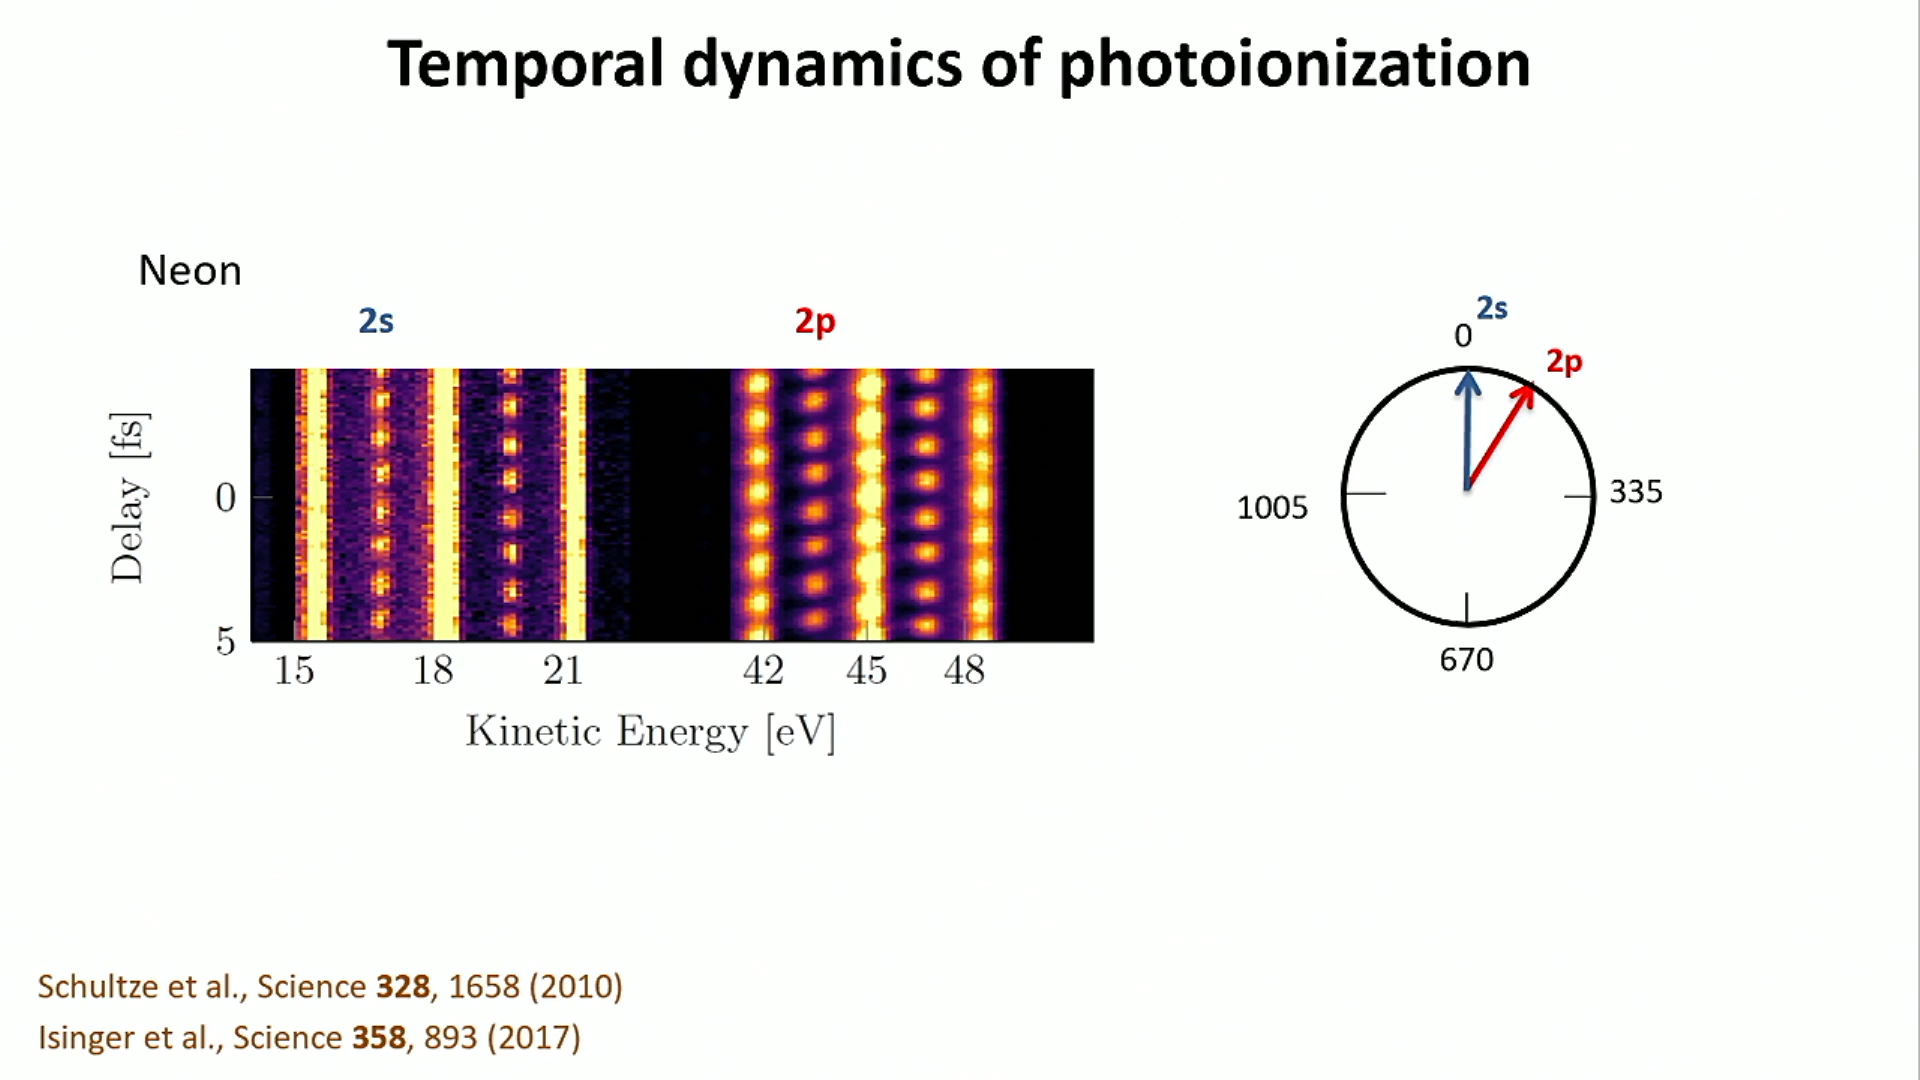 Temporal dynamics of photoionization
Neon
2s
2p
Delay [fs]
0
5
15
18
21
42
45
48
Kinetic Energy [eV]
2s
0
2p
335
1005
670
Schultze et al., Science 328, 1658 (2010)
Isinger et al., Science 358, 893 (2017)